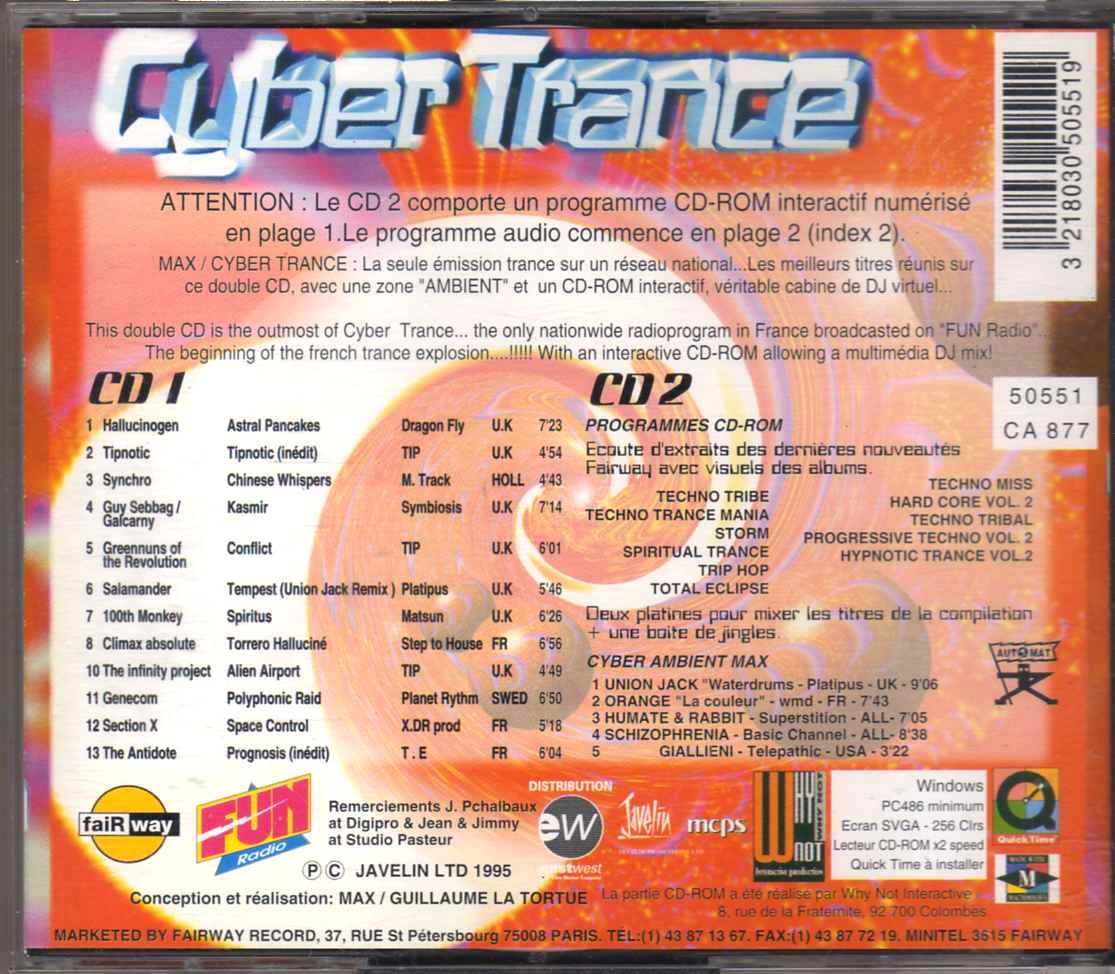 Cyber Trance
3 218030 505519
ATTENTION : Le CD 2 comporte un programme CD-ROM interactif numérisé
en plage 1.Le programme audio commence en plage 2 (index 2).
MAX / CYBER TRANCE : La seule émission trance sur un réseau national...Les meilleurs titres réunis sur
ce double CD, avec une zone "AMBIENT" et un CD-ROM interactif, véritable cabine de DJ virtuel...
This double CD is the outmost of Cyber Trance... the only nationwide radioprogram in France broadcasted on "FUN Radio"...
The beginning of the french trance explosion....!!!!! With an interactive CD-ROM allowing a multimédia DJ mix!
50551
CA 877
CD 1
1 Hallucinogen Astral Pancakes Dragon Fly U.K 7'23
2 Tipnotic Tipnotic (inédit) TIP U.K 4'54
3 Synchro Chinese Whispers M. Track HOLL 4'43
4 Guy Sebbag / Kasmir Symbiosis U.K 7'14
Galcarny
5 Greennuns of Conflict TIP U.K 6'01
the Revolution
6 Salamander Tempest (Union Jack Remix ) Platipus U.K 5'46
7 100th Monkey Spiritus Matsun U.K 6'26
8 Climax absolute Torrero Halluciné Step to House FR 6'56
10 The infinity project Alien Airport TIP U.K 4'49
11 Genecom Polyphonic Raid Planet Rythm SWED 6'50
12 Section X Space Control X.DR prod FR 5'18
13 The Antidote Prognosis (inédit) T . E FR 6'04
CD 2
PROGRAMMES CD-ROM
Ecoute d'extraits des dernières nouveautés
Fairway avec visuels des albums.
TECHNO TRIBE
TECHNO TRANCE MANIA
STORM
SPIRITUAL TRANCE
TRIP HOP
TOTAL ECLIPSE
TECHNO MISS
HARD CORE VOL. 2
TECHNO TRIBAL
PROGRESSIVE TECHNO VOL. 2
HYPNOTIC TRANCE VOL.2
Deux platines pour mixer les titres de la compilation
+ une boite de jingles.
AUTOMAT
CYBER AMBIENT MAX
1 UNION JACK "Waterdrums - Platipus - UK - 9'06
2 ORANGE "La couleur" - wmd - FR - 7'43
3 HUMATE & RABBIT - Superstition - ALL- 7'05
4 SCHIZOPHRENIA - Basic Channel - ALL- 8'38
5 GIALLIENI - Telepathic - USA - 3'22
faiR way
FUN
Radio
Remerciements J. Pchalbaux
at Digipro & Jean & Jimmy
at Studio Pasteur
DISTRIBUTION
ew
eastwest
Javelin
mcps
WHY NOT
WHY NOT
Interactive production
Windows
PC486 minimum
Ecran SVGA - 256 Clrs
Lecteur CD-ROM x2 speed
Quick Time à installer
Quick Time™
MADE WITH
M
MACROMEDIA
Ⓟ Ⓒ JAVELIN LTD 1995
Conception et réalisation: MAX / GUILLAUME LA TORTUE
La partie CD-ROM a été réalisé par Why Not Interactive
8, rue de la Fraternite, 92 700 Colombes
MARKETED BY FAIRWAY RECORD, 37, RUE St Pétersbourg 75008 PARIS. TÉL:(1) 43 87 13 67. FAX:(1) 43 87 72 19. MINITEL 3615 FAIRWAY